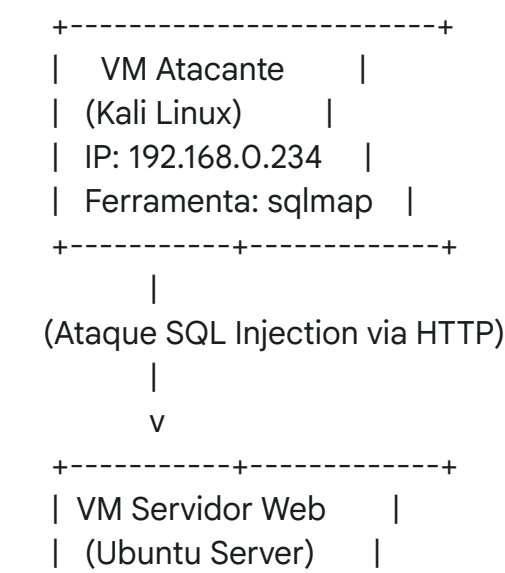 +--------------------------+
|    VM Atacante        |
|  (Kali Linux)        |
|  IP: 192.168.0.234    |
|  Ferramenta: sqlmap   |
+-----------+-------------+
|
(Ataque SQL Injection via HTTP)
|
v
+-----------+-------------+
|  VM Servidor Web       |
|  (Ubuntu Server)       |